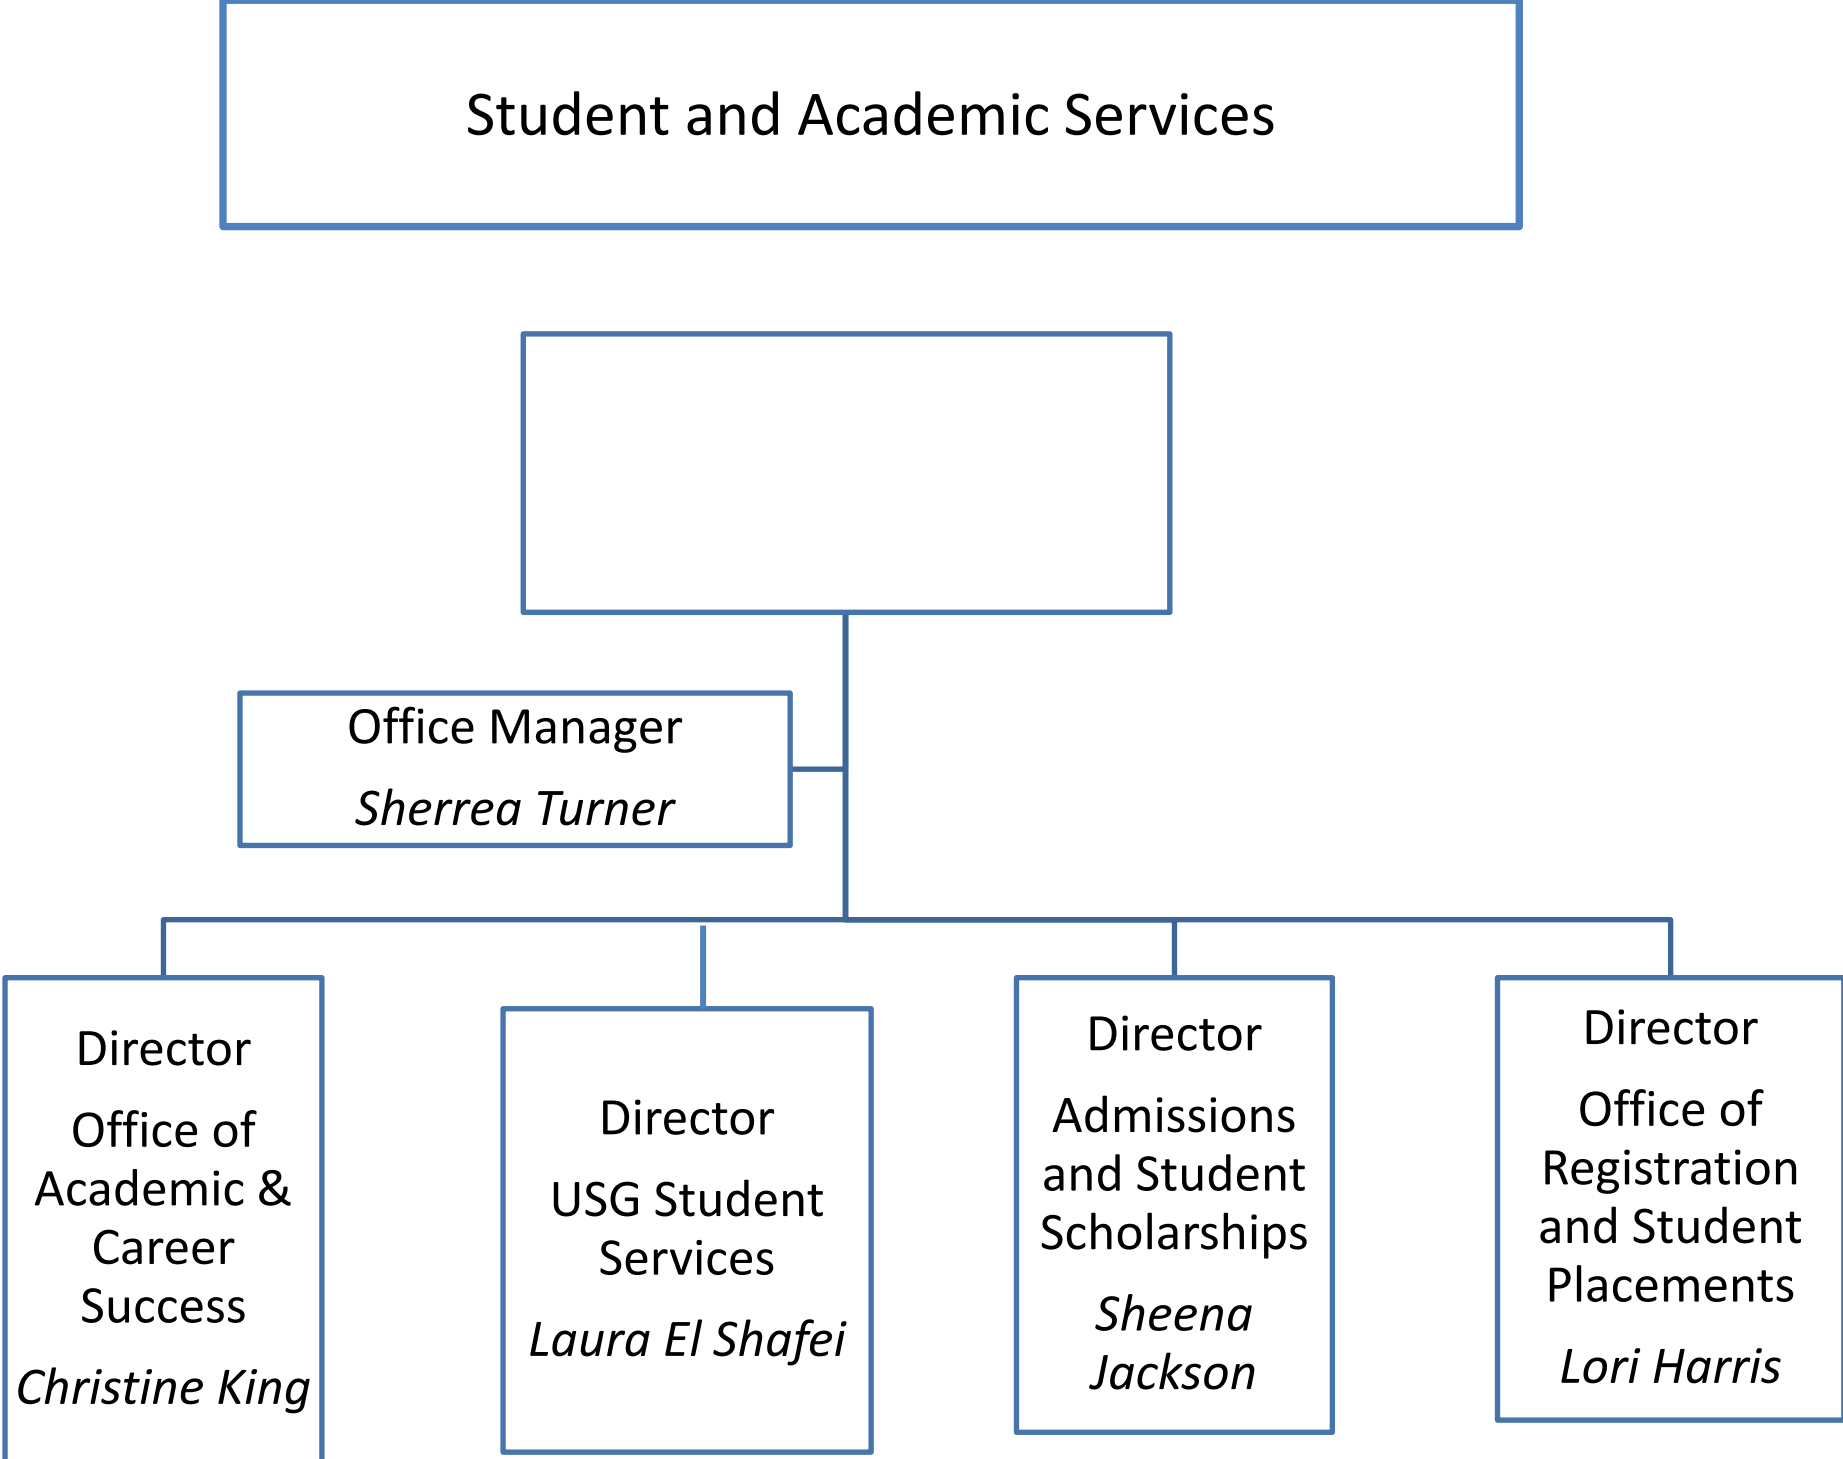 Student and Academic Services
Office Manager
Sherrea Turner
Director
Office of
Academic &
Career
Success
Christine King
Director
USG Student
Services
Laura El Shafei
Director
Admissions
and Student
Scholarships
Sheena
Jackson
Director
Office of
Registration
and Student
Placements
Lori Harris